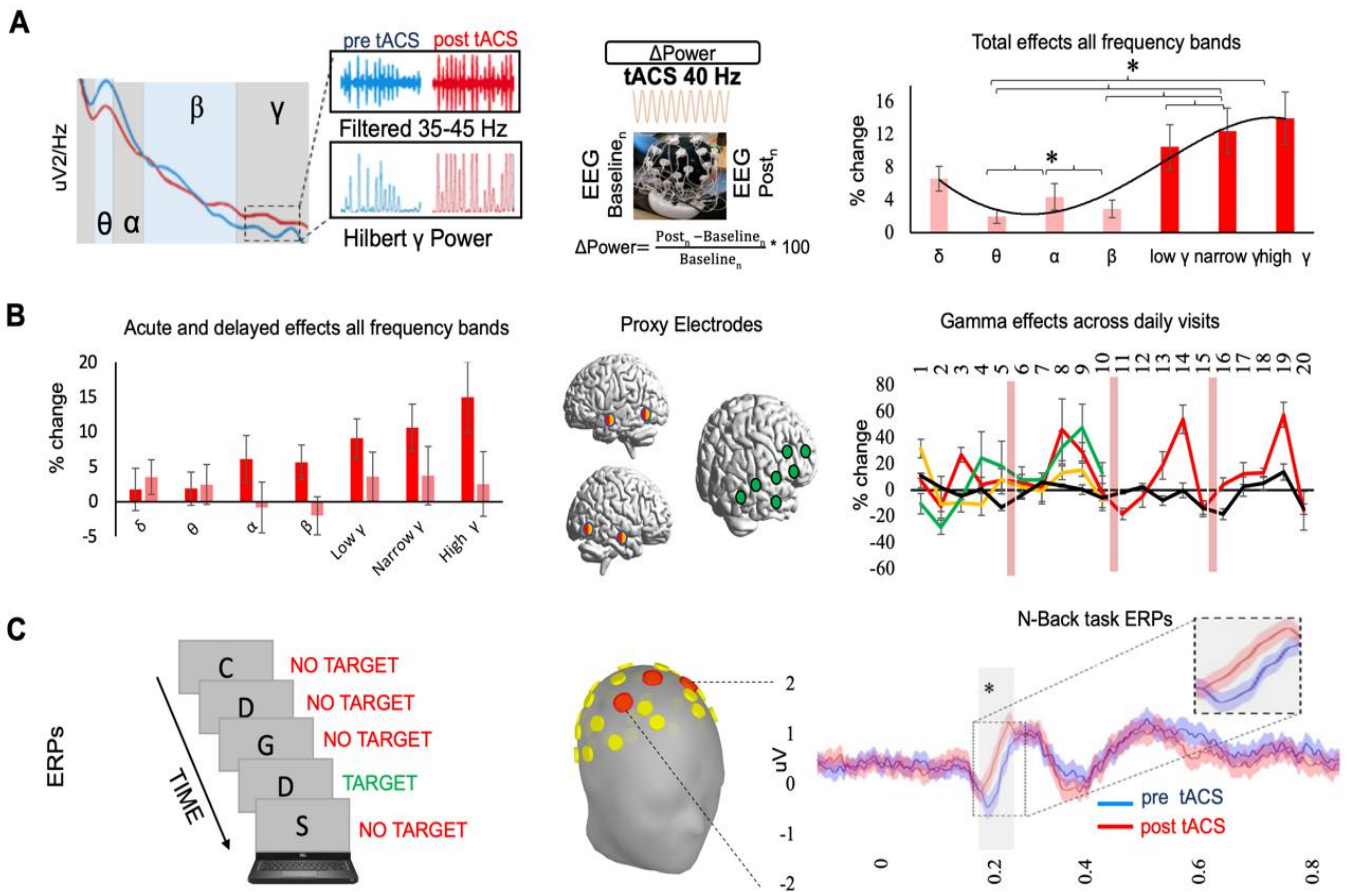 A
uV2/Hz
θ
α
β
γ
pre tACS
post tACS
Filtered 35-45 Hz
Hilbert γ Power
ΔPower
tACS 40 Hz
EEG
Baselineₙ
EEG
Postₙ
ΔPower= (Postₙ −Baselineₙ)/Baselineₙ * 100
Total effects all frequency bands
% change
16
12
8
4
0
*
*
δ θ α β low γ narrow γ high γ
B
Acute and delayed effects all frequency bands
% change
20
15
10
5
0
-5
δ θ α β Low γ Narrow γ High γ
Proxy Electrodes
Gamma effects across daily visits
1 2 3 4 5 6 7 8 9 10 11 12 13 14 15 16 17 18 19 20
% change
80
60
40
20
0
-20
-40
-60
C
ERPs
TIME
C NO TARGET
D NO TARGET
G NO TARGET
D TARGET
S NO TARGET
N-Back task ERPs
uV
2
1
0
-1
-2
*
pre tACS
post tACS
0 0.2 0.4 0.6 0.8